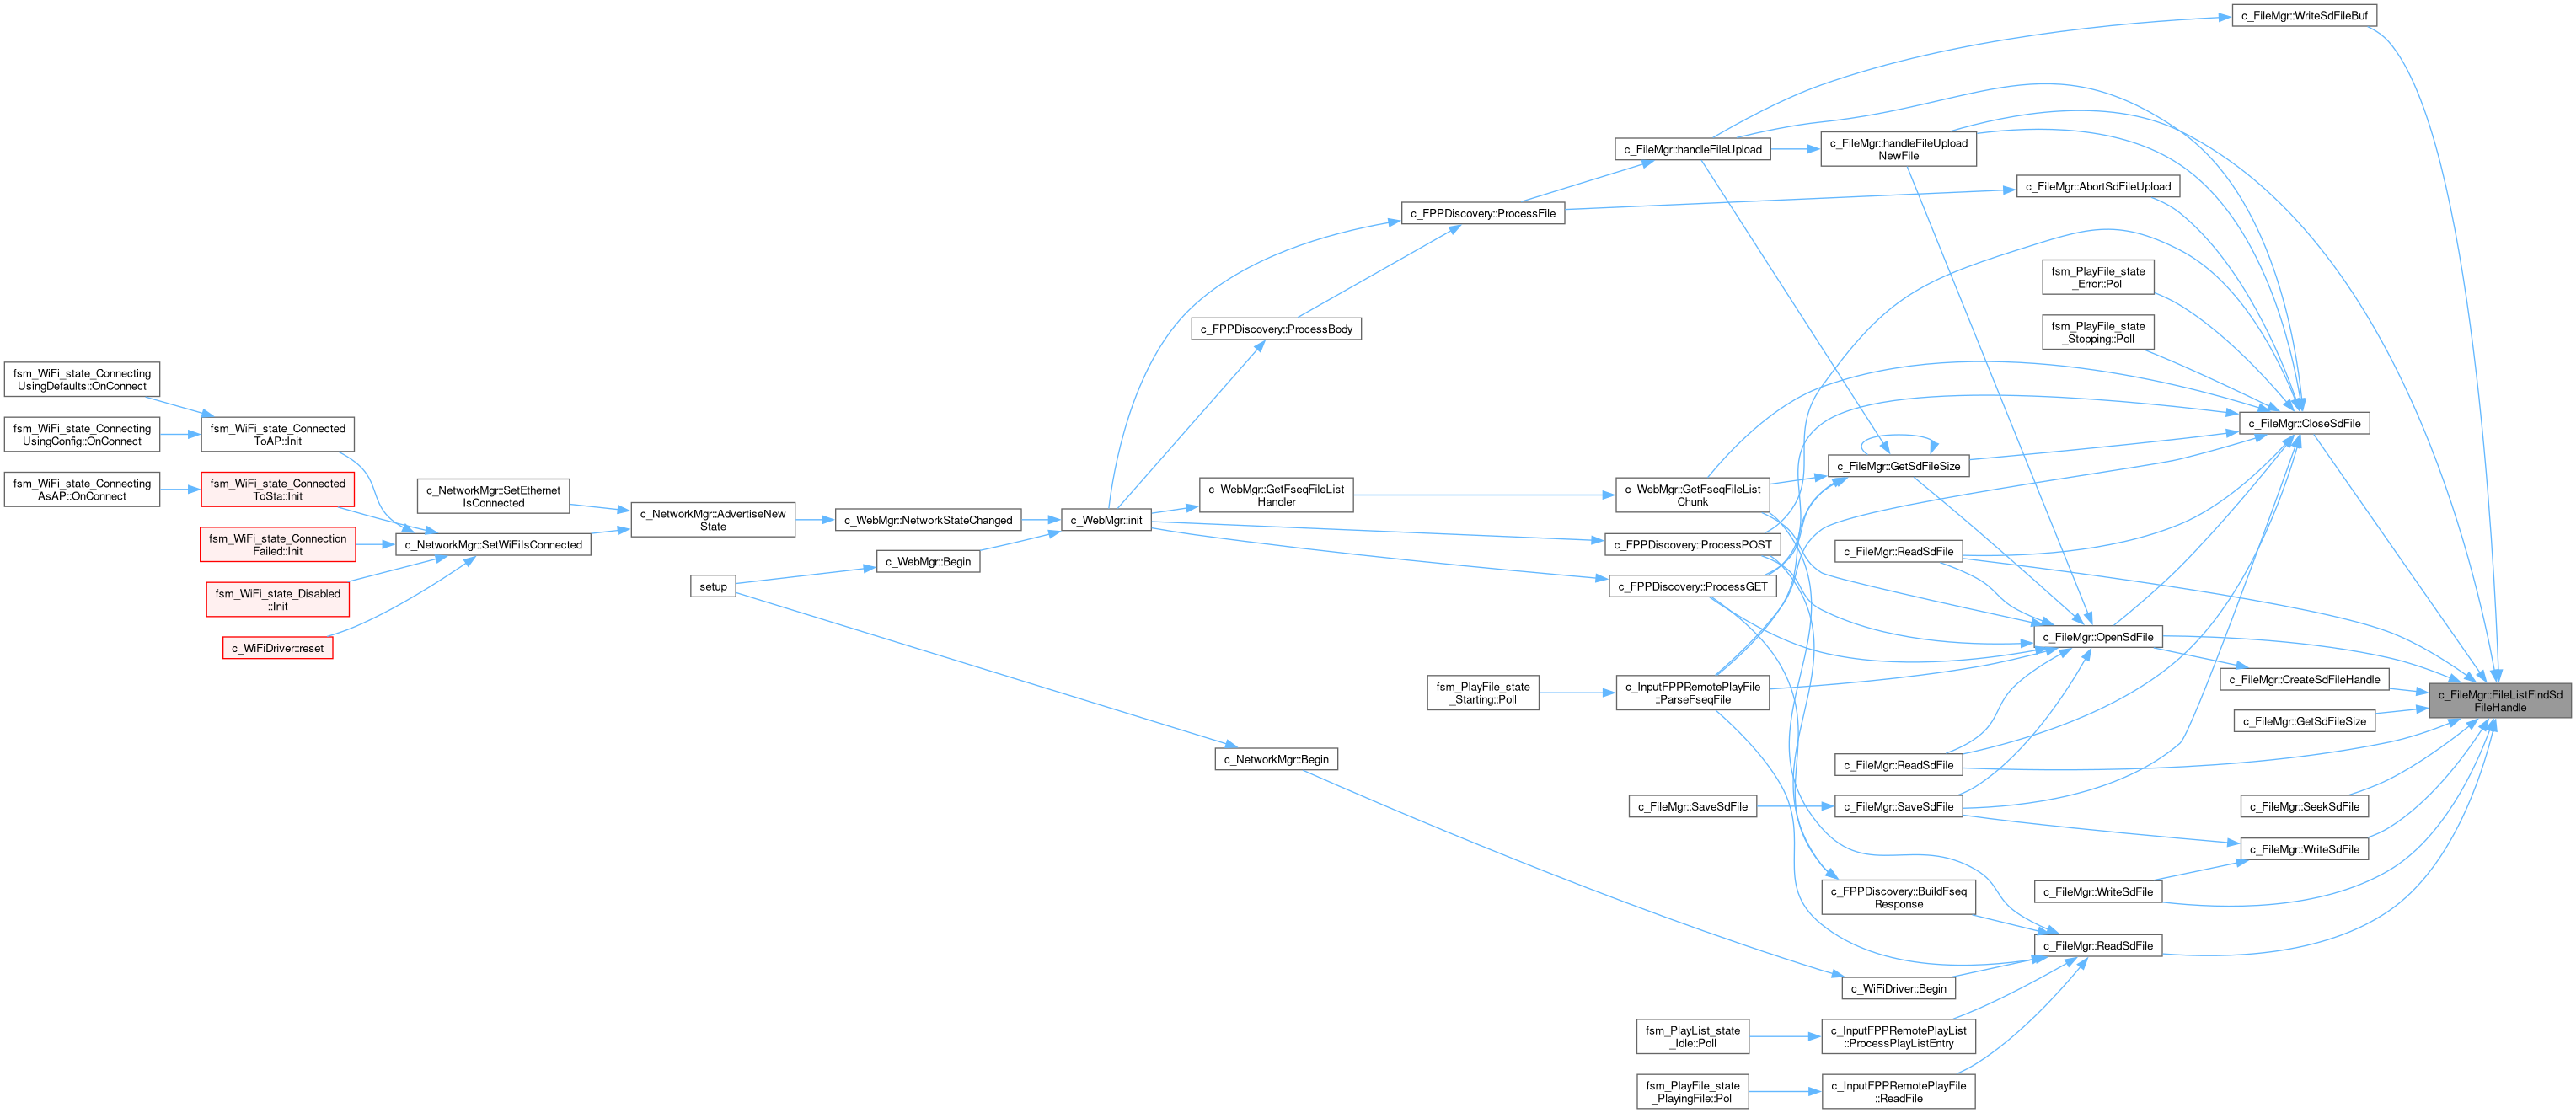 c_FileMgr::WriteSdFileBuf
c_FileMgr::handleFileUpload
c_FileMgr::handleFileUpload
NewFile
c_FileMgr::AbortSdFileUpload
c_FPPDiscovery::ProcessFile
fsm_PlayFile_state
_Error::Poll
c_FPPDiscovery::ProcessBody
fsm_PlayFile_state
_Stopping::Poll
fsm_WiFi_state_Connecting
UsingDefaults::OnConnect
fsm_WiFi_state_Connecting
UsingConfig::OnConnect
fsm_WiFi_state_Connected
ToAP::Init
c_FileMgr::CloseSdFile
c_FileMgr::GetSdFileSize
fsm_WiFi_state_Connecting
AsAP::OnConnect
fsm_WiFi_state_Connected
ToSta::Init
c_NetworkMgr::SetEthernet
IsConnected
c_WebMgr::GetFseqFileList
Handler
c_WebMgr::GetFseqFileList
Chunk
c_NetworkMgr::AdvertiseNew
State
c_WebMgr::NetworkStateChanged
c_WebMgr::init
fsm_WiFi_state_Connection
Failed::Init
c_NetworkMgr::SetWiFiIsConnected
c_FPPDiscovery::ProcessPOST
c_FileMgr::ReadSdFile
c_WebMgr::Begin
setup
c_FPPDiscovery::ProcessGET
fsm_WiFi_state_Disabled
::Init
c_WiFiDriver::reset
c_FileMgr::OpenSdFile
fsm_PlayFile_state
_Starting::Poll
c_InputFPPRemotePlayFile
::ParseFseqFile
c_FileMgr::CreateSdFileHandle
c_FileMgr::FileListFindSd
FileHandle
c_FileMgr::GetSdFileSize
c_NetworkMgr::Begin
c_FileMgr::ReadSdFile
c_FileMgr::SaveSdFile
c_FileMgr::SaveSdFile
c_FileMgr::SeekSdFile
c_FileMgr::WriteSdFile
c_FPPDiscovery::BuildFseq
Response
c_FileMgr::WriteSdFile
c_FileMgr::ReadSdFile
c_WiFiDriver::Begin
fsm_PlayList_state
_Idle::Poll
c_InputFPPRemotePlayList
::ProcessPlayListEntry
fsm_PlayFile_state
_PlayingFile::Poll
c_InputFPPRemotePlayFile
::ReadFile